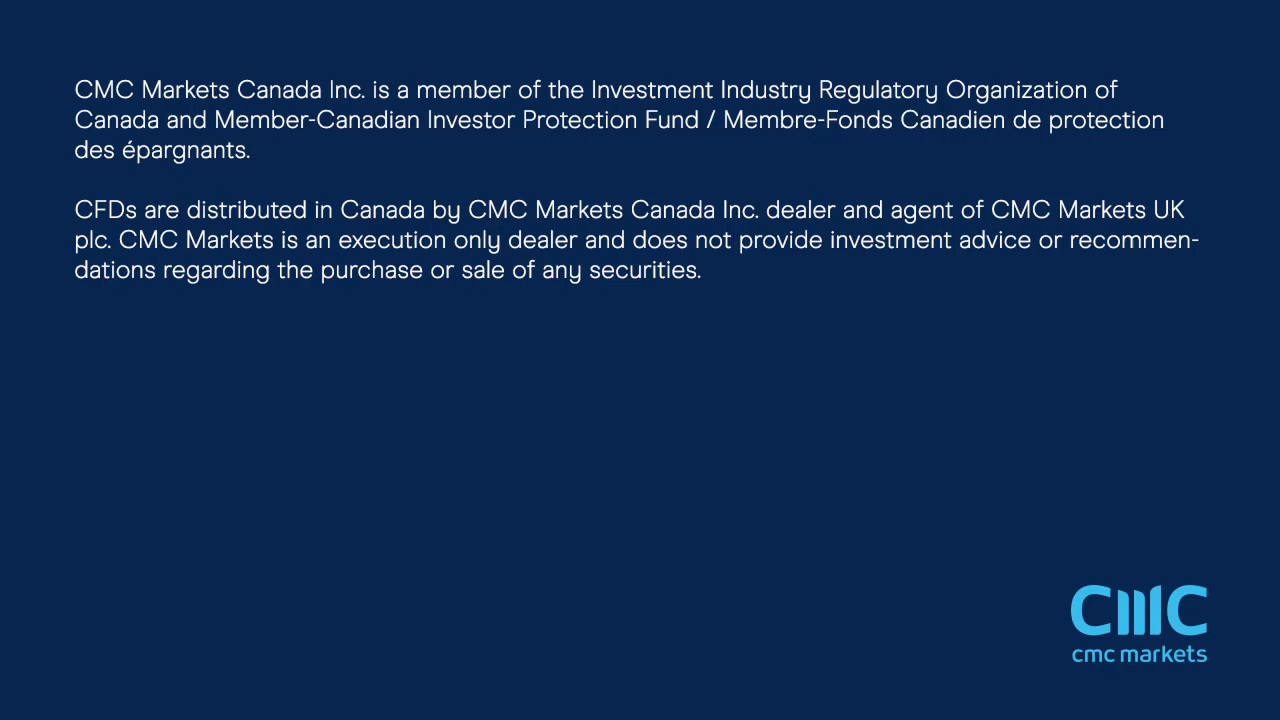 CMC Markets Canada Inc. is a member of the Investment Industry Regulatory Organization of
Canada and Member-Canadian Investor Protection Fund / Membre-Fonds Canadien de protection
des épargnants.
CFDs are distributed in Canada by CMC Markets Canada Inc. dealer and agent of CMC Markets UK
plc. CMC Markets is an execution only dealer and does not provide investment advice or recommen-
dations regarding the purchase or sale of any securities.
CMC
cmc markets